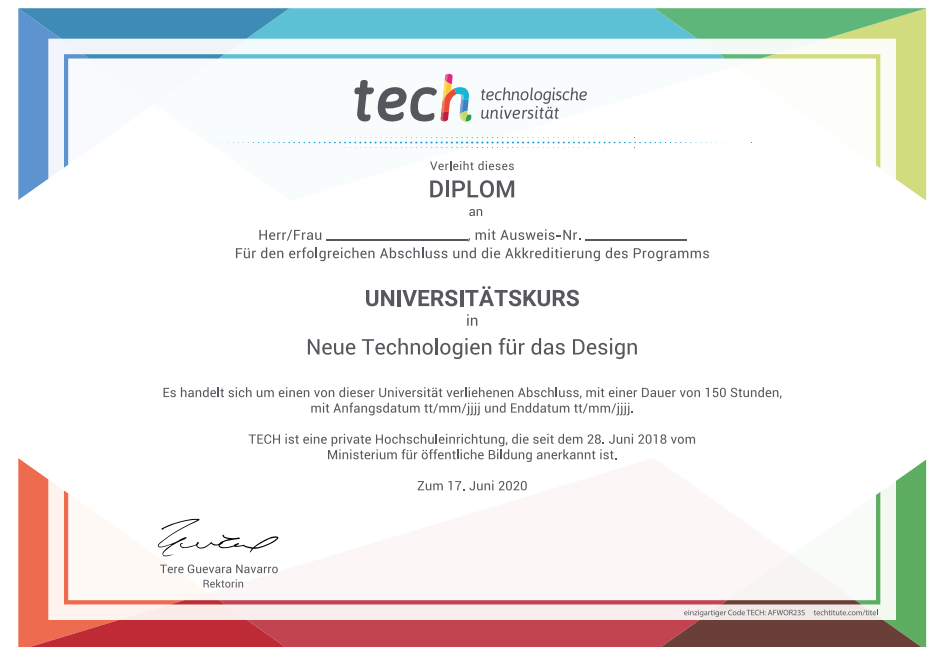 tech technologische
universität
Verleiht dieses
DIPLOM
an
Herr/Frau ____________________, mit Ausweis-Nr. ______________
Für den erfolgreichen Abschluss und die Akkreditierung des Programms
UNIVERSITÄTSKURS
in
Neue Technologien für das Design
Es handelt sich um einen von dieser Universität verliehenen Abschluss, mit einer Dauer von 150 Stunden,
mit Anfangsdatum tt/mm/jjjj und Enddatum tt/mm/jjjj.
TECH ist eine private Hochschuleinrichtung, die seit dem 28. Juni 2018 vom
Ministerium für öffentliche Bildung anerkannt ist.
Zum 17. Juni 2020
Tere Guevara Navarro
Rektorin
einzigartiger Code TECH: AFWOR235 techtitute.com/titel